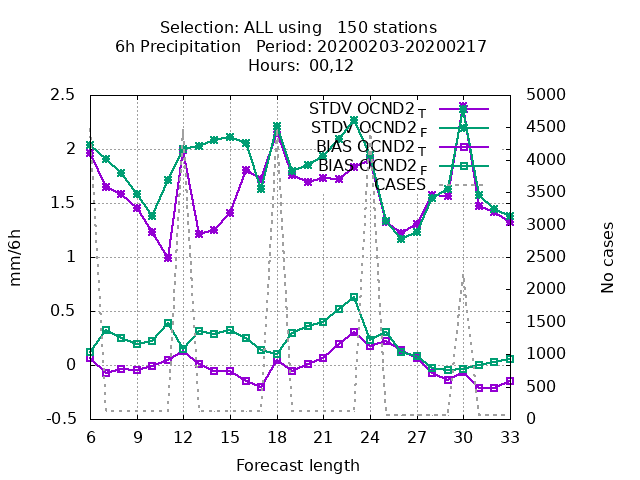 Selection: ALL using   150 stations
6h Precipitation   Period: 20200203-20200217
Hours:  00,12
2.5
2
1.5
1
0.5
0
-0.5
mm/6h
STDV OCND2 T
STDV OCND2 F
BIAS OCND2 T
BIAS OCND2 F
CASES
5000
4500
4000
3500
3000
2500
2000
1500
1000
500
0
No cases
6 9 12 15 18 21 24 27 30 33
Forecast length